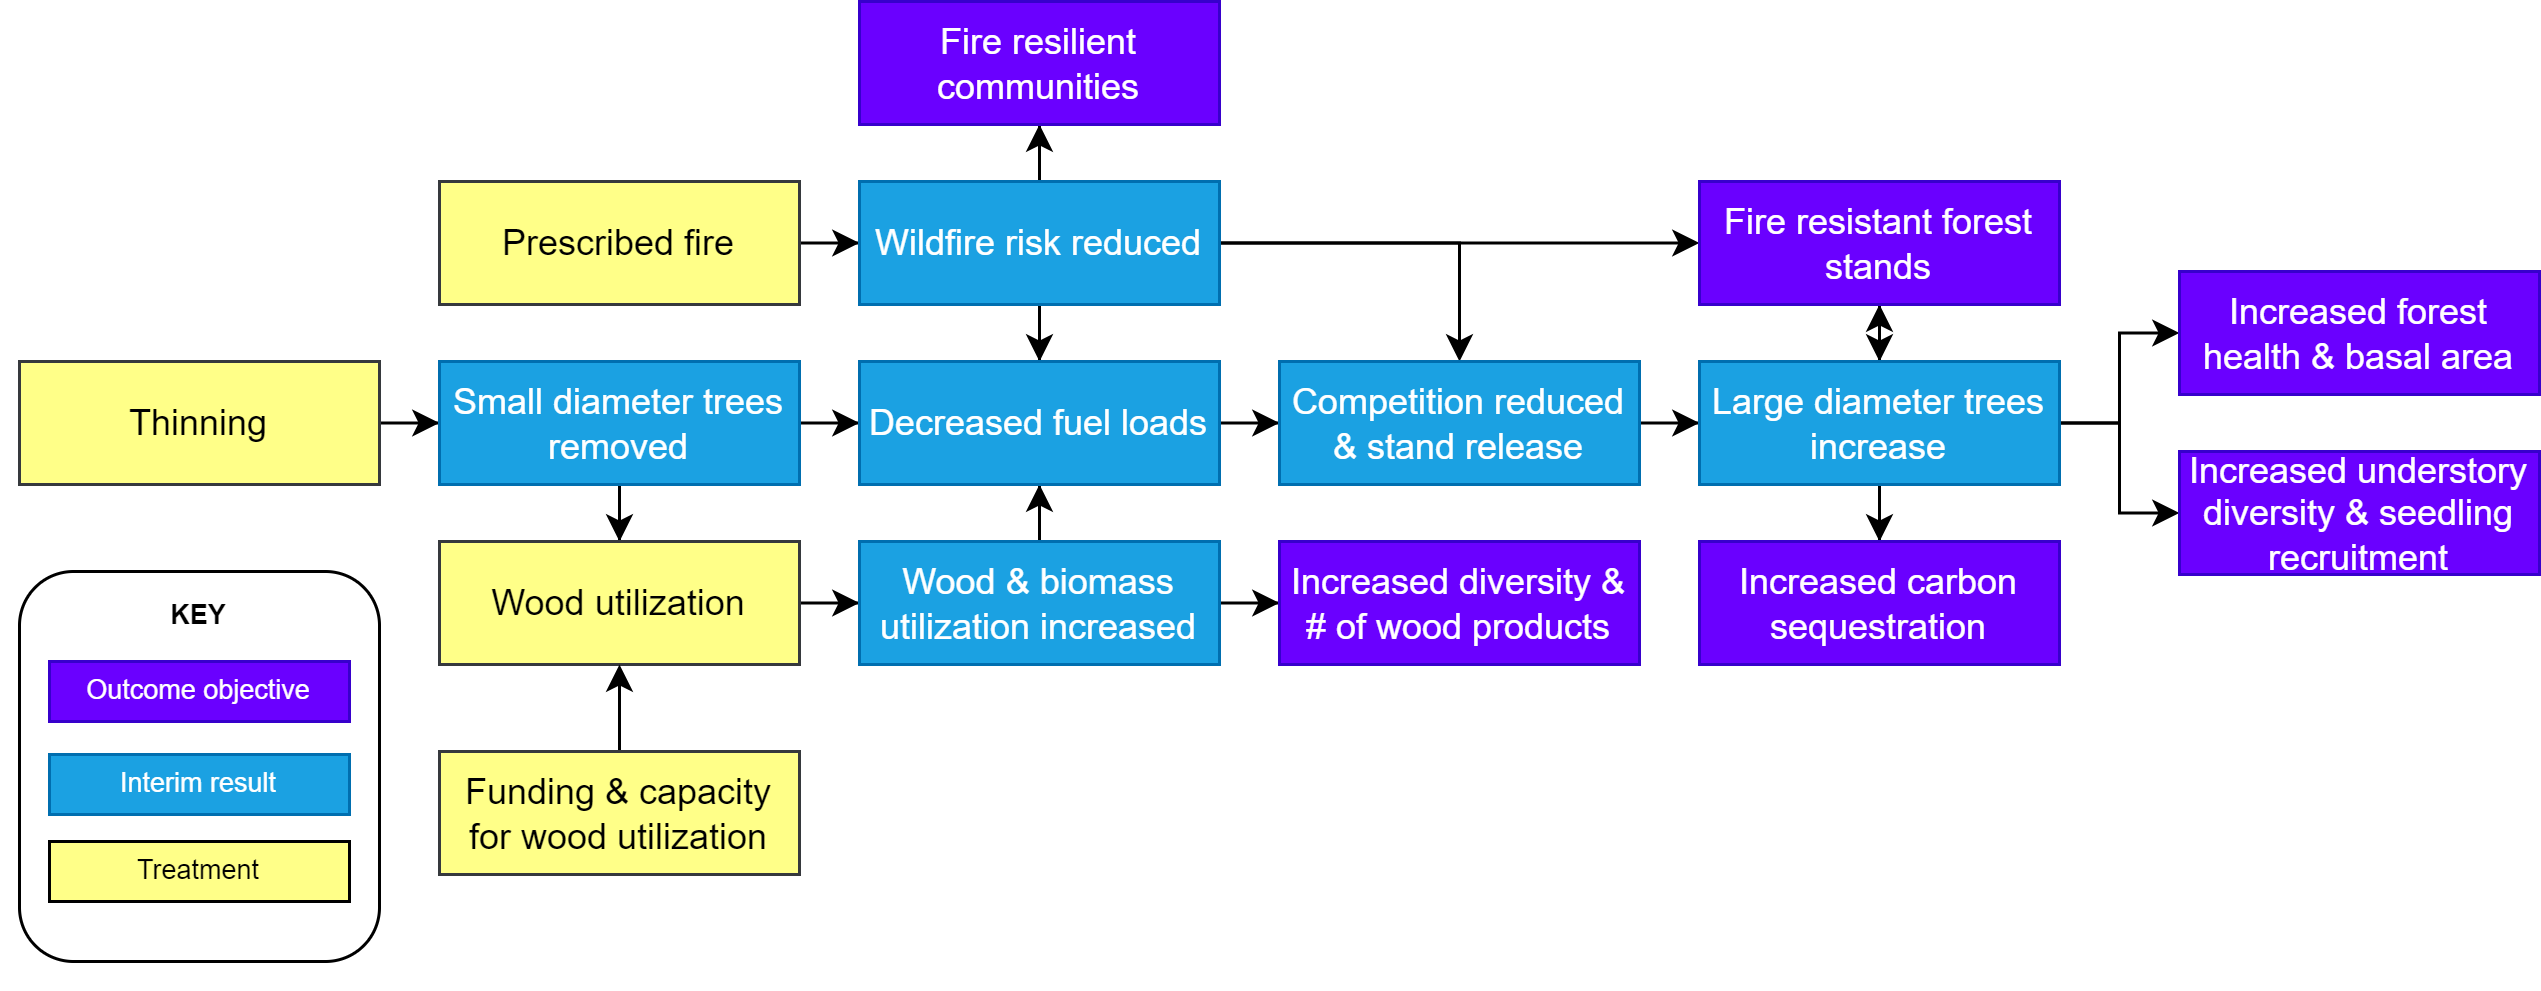 Fire resilient
communities
Prescribed fire
Wildfire risk reduced
Fire resistant forest
stands
Increased forest
health & basal area
Thinning
Small diameter trees
removed
Decreased fuel loads
Competition reduced
& stand release
Large diameter trees
increase
Increased understory
diversity & seedling
recruitment
Wood utilization
Wood & biomass
utilization increased
Increased diversity &
# of wood products
Increased carbon
sequestration
Funding & capacity
for wood utilization
KEY
Outcome objective
Interim result
Treatment